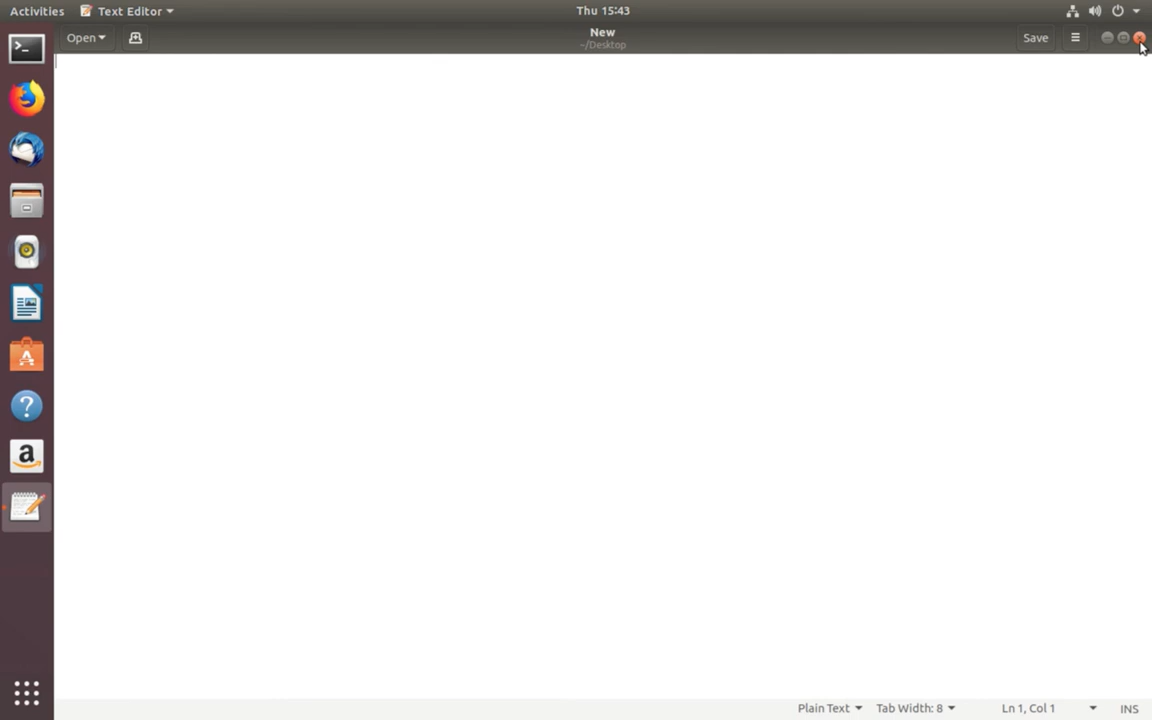 Activities Text Editor Thu 15:43
Open New Save
~/Desktop
>_
?
a
Plain Text Tab Width: 8 Ln 1, Col 1 INS